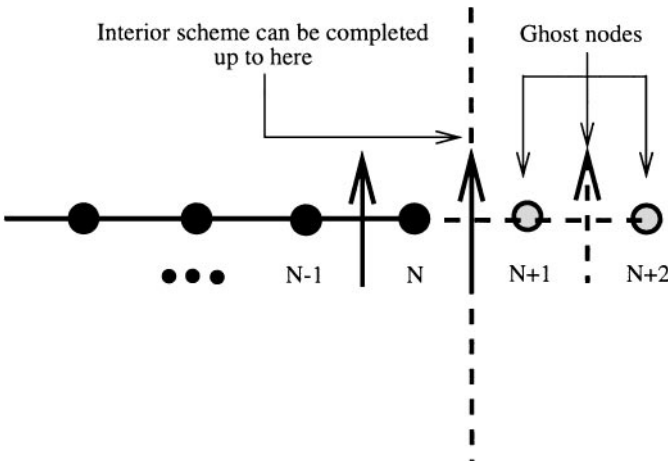 Interior scheme can be completed
up to here
Ghost nodes
N-1
N
N+1
N+2